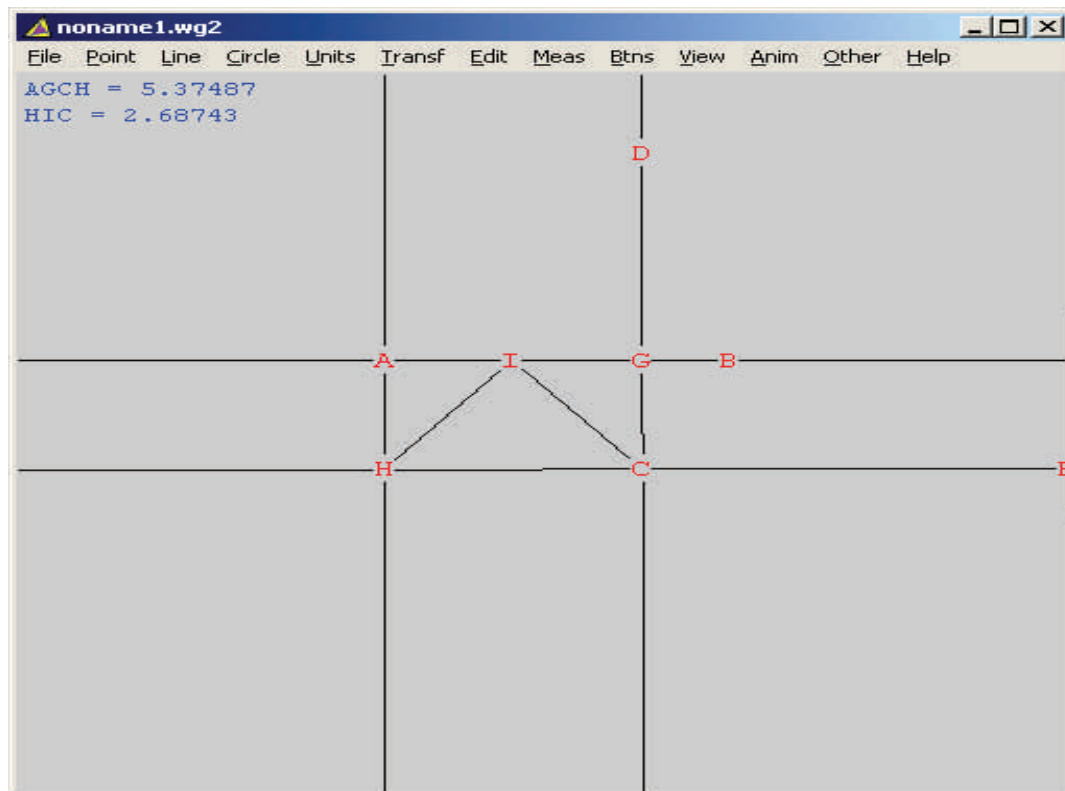 noname1.wg2
File Point Line Circle Units Transf Edit Meas Btns View Anim Other Help
AGCH = 5.37487
HIC = 2.68743
D
A I G B
H C